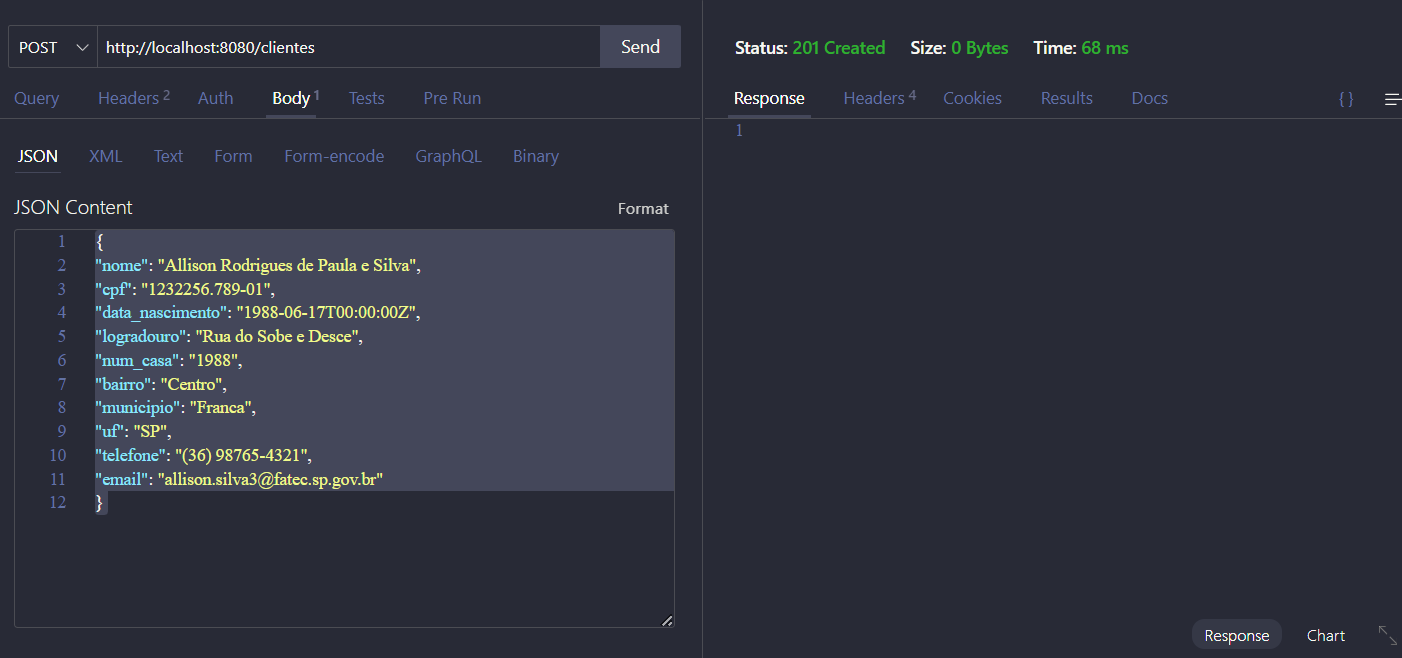 POST http://localhost:8080/clientes Send
Query Headers 2 Auth Body 1 Tests Pre Run
JSON XML Text Form Form-encode GraphQL Binary
JSON Content Format
1 {
2 "nome": "Allison Rodrigues de Paula e Silva",
3 "cpf": "1232256.789-01",
4 "data_nascimento": "1988-06-17T00:00:00Z",
5 "logradouro": "Rua do Sobe e Desce",
6 "num_casa": "1988",
7 "bairro": "Centro",
8 "municipio": "Franca",
9 "uf": "SP",
10 "telefone": "(36) 98765-4321",
11 "email": "allison.silva3@fatec.sp.gov.br"
12 }
Status: 201 Created Size: 0 Bytes Time: 68 ms
Response Headers 4 Cookies Results Docs { }
1
Response Chart